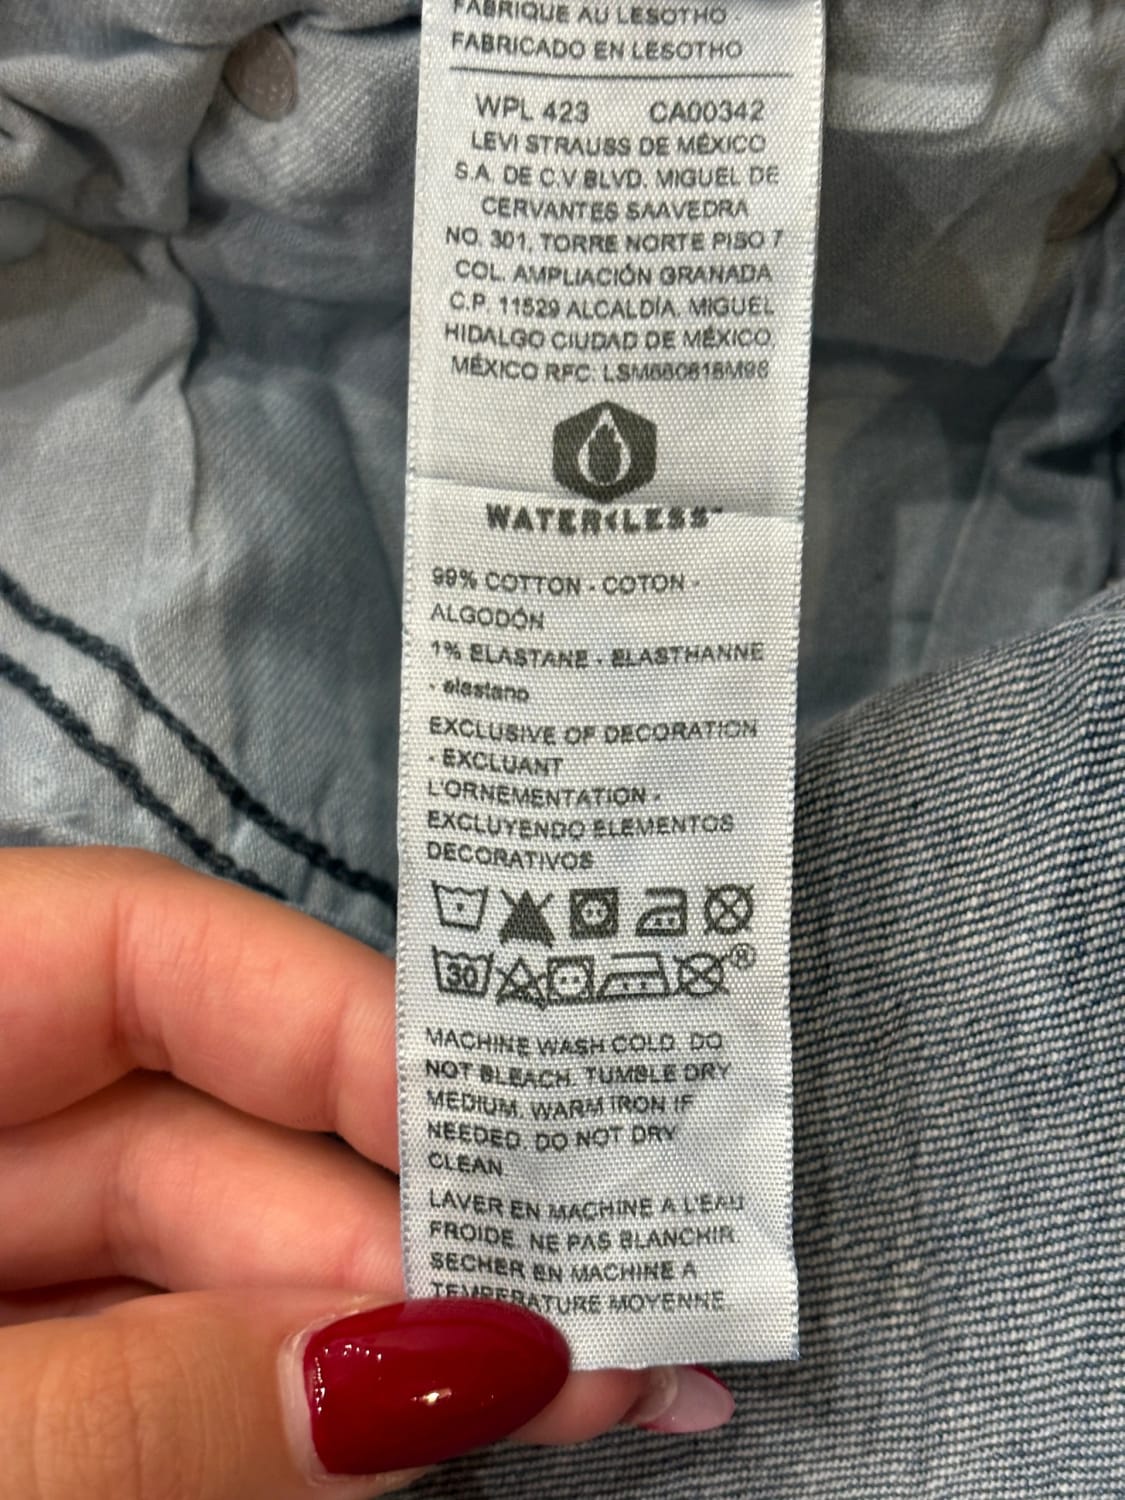 FABRIQUÉ AU LESOTHO -
FABRICADO EN LESOTHO
WPL 423 CA00342
LEVI STRAUSS DE MÉXICO
S.A. DE C.V BLVD. MIGUEL DE
CERVANTES SAAVEDRA
NO. 301, TORRE NORTE PISO 7
COL. AMPLIACIÓN GRANADA
C.P. 11529 ALCALDÍA. MIGUEL
HIDALGO CIUDAD DE MÉXICO,
MÉXICO RFC.
WATER<LESS™
99% COTTON - COTON -
ALGODÓN
1% ELASTANE - ELASTHANNE
- elastano
EXCLUSIVE OF DECORATION
- EXCLUANT
L'ORNEMENTATION -
EXCLUYENDO ELEMENTOS
DECORATIVOS
30 ®
MACHINE WASH COLD. DO
NOT BLEACH. TUMBLE DRY
MEDIUM. WARM IRON IF
NEEDED. DO NOT DRY
CLEAN
LAVER EN MACHINE A L'EAU
FROIDE. NE PAS BLANCHIR.
SECHER EN MACHINE A
TEMPERATURE MOYENNE.